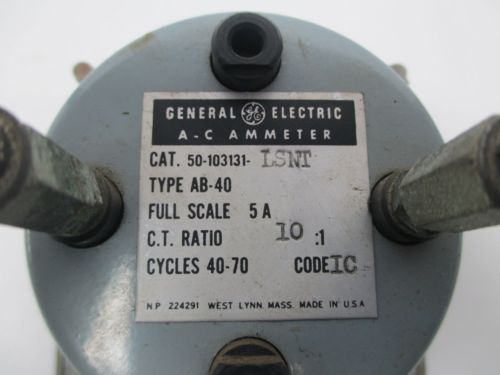 GENERAL GE ELECTRIC
A-C AMMETER
CAT. 50-103131-LSNT
TYPE AB-40
FULL SCALE 5 A
C.T. RATIO 10 :1
CYCLES 40-70 CODE IC
N.P 224291 WEST LYNN. MASS. MADE IN U.S.A